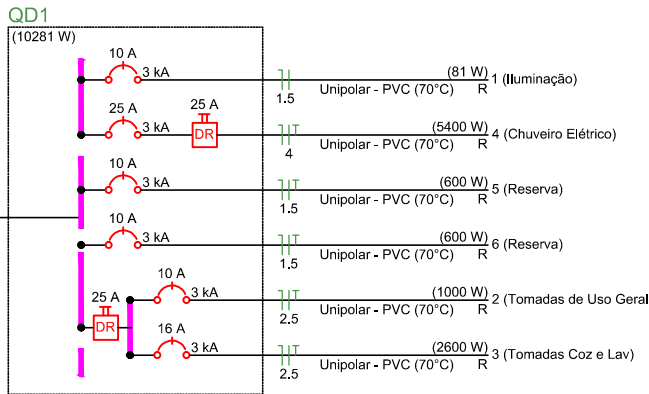 QD1
(10281 W)
10 A
3 kA
1.5
(81 W)
Unipolar - PVC (70°C)
R
1 (Iluminação)
25 A
3 kA
25 A
DR
T
4
(5400 W)
Unipolar - PVC (70°C)
R
4 (Chuveiro Elétrico)
10 A
3 kA
T
1.5
(600 W)
Unipolar - PVC (70°C)
R
5 (Reserva)
10 A
3 kA
T
1.5
(600 W)
Unipolar - PVC (70°C)
R
6 (Reserva)
25 A
DR
10 A
3 kA
T
2.5
(1000 W)
Unipolar - PVC (70°C)
R
2 (Tomadas de Uso Geral
16 A
3 kA
T
2.5
(2600 W)
Unipolar - PVC (70°C)
R
3 (Tomadas Coz e Lav)